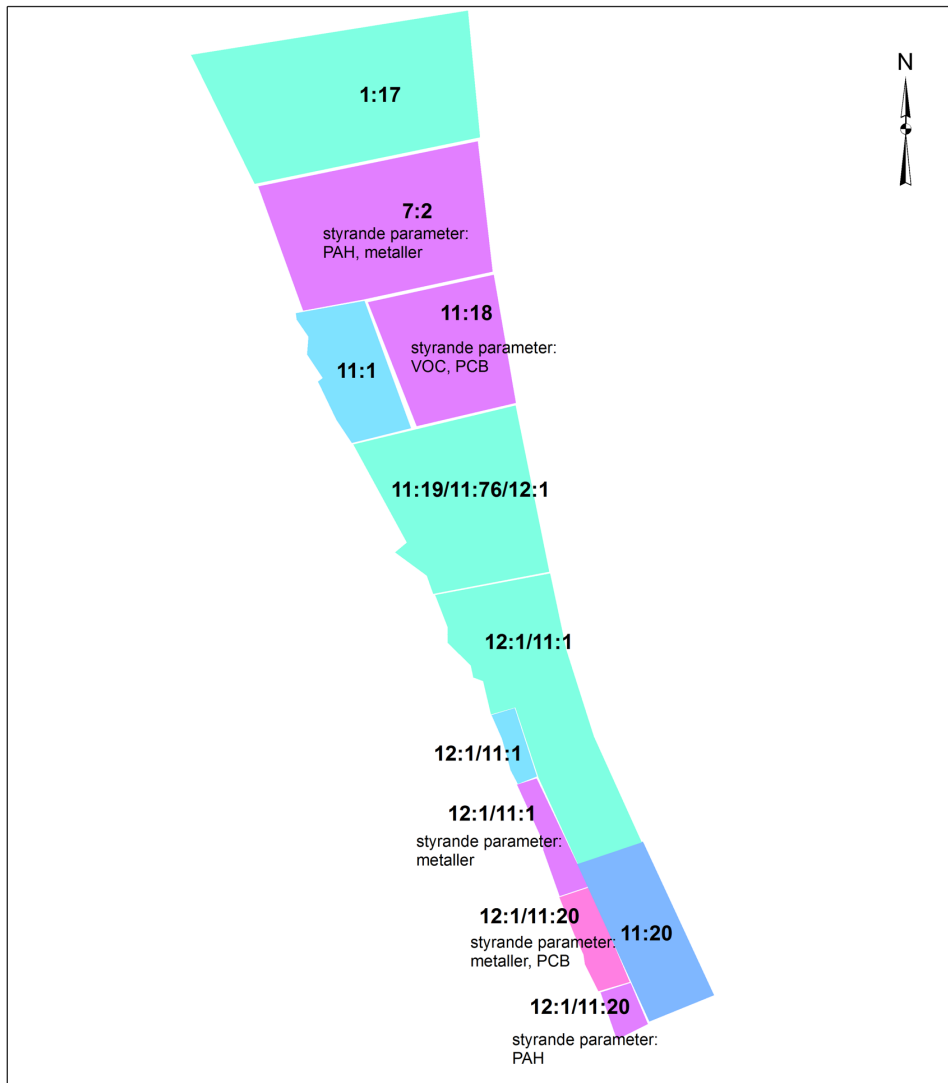 N
1:17
7:2
styrande parameter:
PAH, metaller
11:18
styrande parameter:
VOC, PCB
11:1
11:19/11:76/12:1
12:1/11:1
12:1/11:1
12:1/11:1
styrande parameter:
metaller
12:1/11:20
styrande parameter:
metaller, PCB
11:20
12:1/11:20
styrande parameter:
PAH